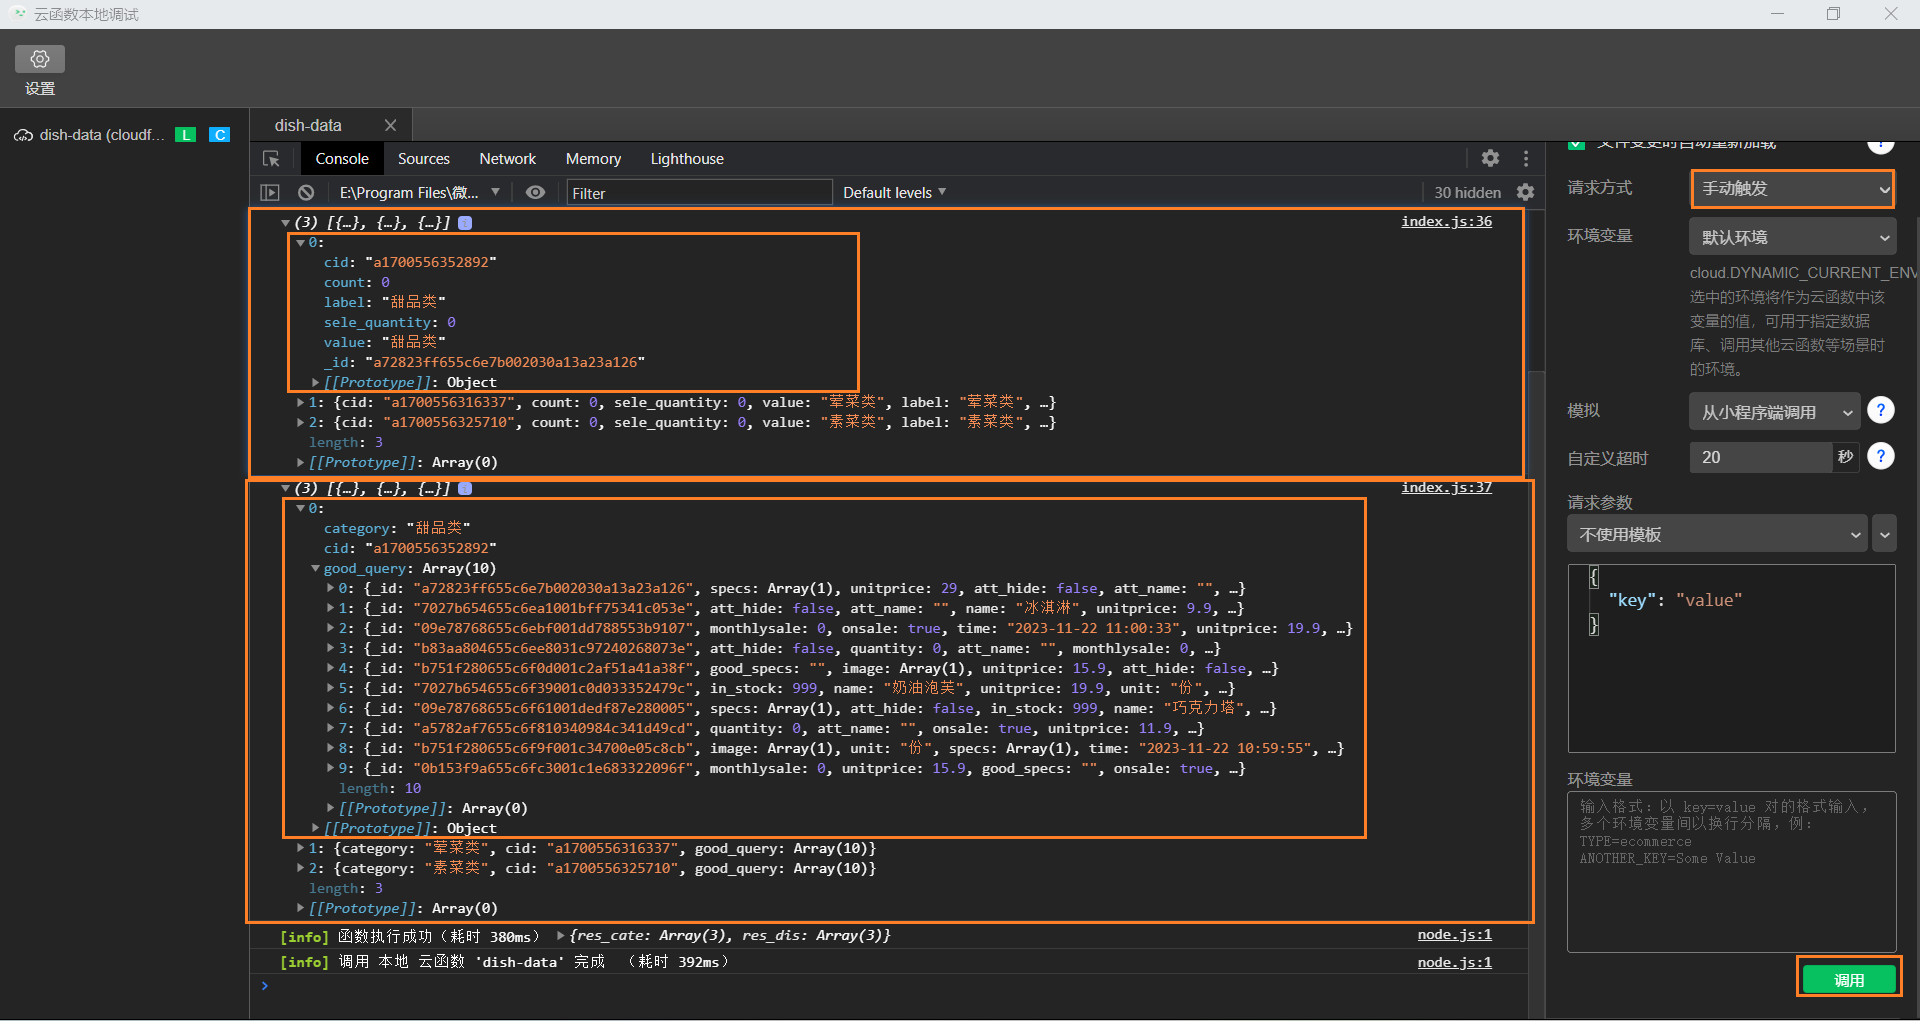 云函数本地调试
设置
dish-data (cloudf... L C
dish-data
Console Sources Network Memory Lighthouse
E:\Program Files\微... Filter Default levels 30 hidden
(3) [{…}, {…}, {…}] index.js:36
0:
cid: "a1700556352892"
count: 0
label: "甜品类"
sele_quantity: 0
value: "甜品类"
_id: "a72823ff655c6e7b002030a13a23a126"
[[Prototype]]: Object
1: {cid: "a1700556316337", count: 0, sele_quantity: 0, value: "荤菜类", label: "荤菜类", …}
2: {cid: "a1700556325710", count: 0, sele_quantity: 0, value: "素菜类", label: "素菜类", …}
length: 3
[[Prototype]]: Array(0)
(3) [{…}, {…}, {…}] index.js:37
0:
category: "甜品类"
cid: "a1700556352892"
good_query: Array(10)
0: {_id: "a72823ff655c6e7b002030a13a23a126", specs: Array(1), unitprice: 29, att_hide: false, att_name: "", …}
1: {_id: "7027b654655c6ea1001bff75341c053e", att_hide: false, att_name: "", name: "冰淇淋", unitprice: 9.9, …}
2: {_id: "09e78768655c6ebf001dd788553b9107", monthlysale: 0, onsale: true, time: "2023-11-22 11:00:33", unitprice: 19.9, …}
3: {_id: "b83aa804655c6ee8031c97240268073e", att_hide: false, quantity: 0, att_name: "", monthlysale: 0, …}
4: {_id: "b751f280655c6f0d001c2af51a41a38f", good_specs: "", image: Array(1), unitprice: 15.9, att_hide: false, …}
5: {_id: "7027b654655c6f39001c0d033352479c", in_stock: 999, name: "奶油泡芙", unitprice: 19.9, unit: "份", …}
6: {_id: "09e78768655c6f61001dedf87e280005", specs: Array(1), att_hide: false, in_stock: 999, name: "巧克力塔", …}
7: {_id: "a5782af7655c6f810340984c341d49cd", quantity: 0, att_name: "", onsale: true, unitprice: 11.9, …}
8: {_id: "b751f280655c6f9f001c34700e05c8cb", image: Array(1), unit: "份", specs: Array(1), time: "2023-11-22 10:59:55", …}
9: {_id: "0b153f9a655c6fc3001c1e683322096f", monthlysale: 0, unitprice: 15.9, good_specs: "", onsale: true, …}
length: 10
[[Prototype]]: Array(0)
[[Prototype]]: Object
1: {category: "荤菜类", cid: "a1700556316337", good_query: Array(10)}
2: {category: "素菜类", cid: "a1700556325710", good_query: Array(10)}
length: 3
[[Prototype]]: Array(0)
[info] 函数执行成功（耗时 380ms） {res_cate: Array(3), res_dis: Array(3)} node.js:1
[info] 调用 本地 云函数 'dish-data' 完成 （耗时 392ms） node.js:1
文件变更时自动重新加载 ?
请求方式 手动触发
环境变量 默认环境
cloud.DYNAMIC_CURRENT_ENV
选中的环境将作为云函数中该
变量的值，可用于指定数据
库、调用其他云函数等场景时
的环境。
模拟 从小程序端调用 ?
自定义超时 20 秒 ?
请求参数
不使用模板
{
"key": "value"
}
环境变量
输入格式：以 key=value 对的格式输入，
多个环境变量间以换行分隔，例：
TYPE=ecommerce
ANOTHER_KEY=Some Value
调用